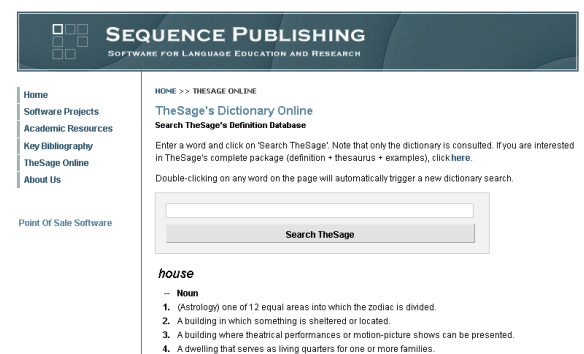 SEQUENCE PUBLISHING
SOFTWARE FOR LANGUAGE EDUCATION AND RESEARCH
Home
Software Projects
Academic Resources
Key Bibliography
TheSage Online
About Us
Point Of Sale Software
HOME >> THESAGE ONLINE
TheSage's Dictionary Online
Search TheSage's Definition Database
Enter a word and click on 'Search TheSage'. Note that only the dictionary is consulted. If you are interested
in TheSage's complete package (definition + thesaurus + examples), click here.
Double-clicking on any word on the page will automatically trigger a new dictionary search.
Search TheSage
house
-- Noun
1. (Astrology) one of 12 equal areas into which the zodiac is divided.
2. A building in which something is sheltered or located.
3. A building where theatrical performances or motion-picture shows can be presented.
4. A dwelling that serves as living quarters for one or more families.